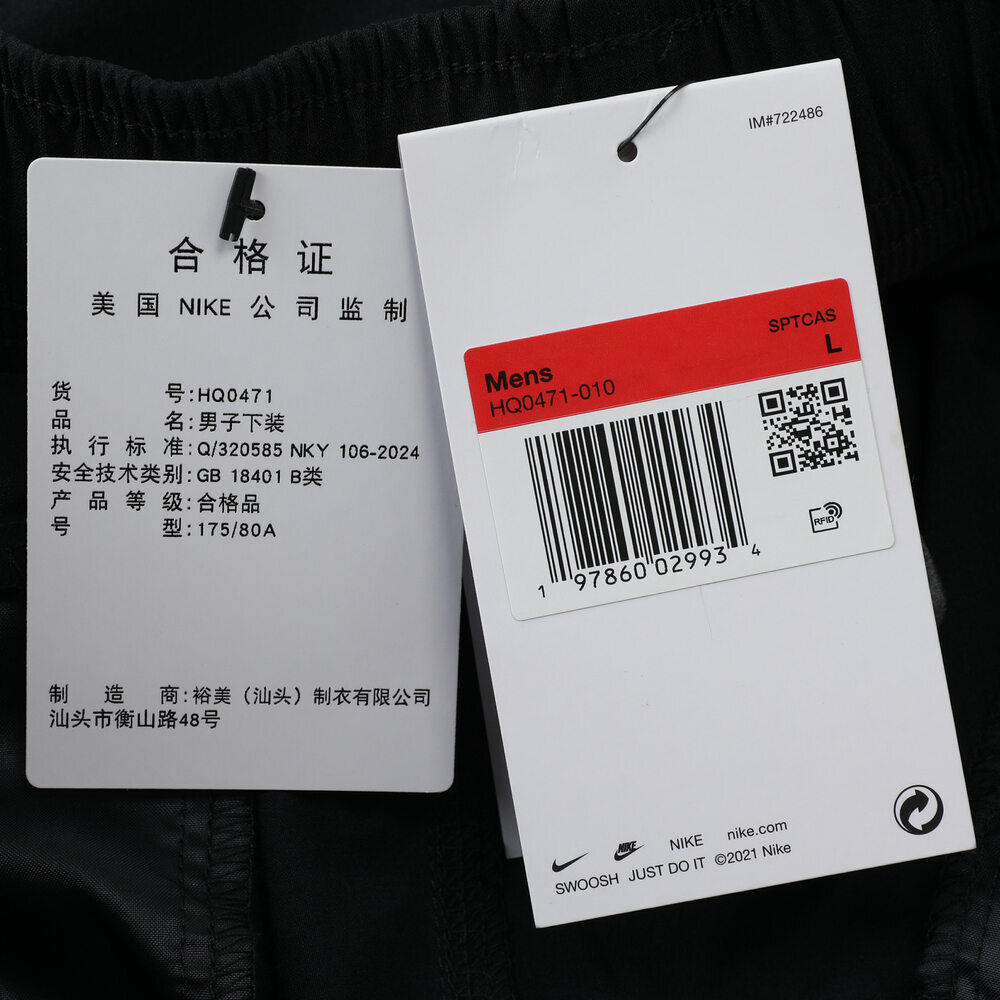 合格证
美国NIKE公司监制
货号:HQ0471
品名:男子下装
执行标准:Q/320585 NKY 106-2024
安全技术类别:GB 18401 B类
产品等级:合格品
号型:175/80A
制造商:裕美（汕头）制衣有限公司
汕头市衡山路48号
IM#722486
SPTCAS
Mens L
HQ0471-010
RFID
1 97860 02993 4
NIKE NIKE nike.com
SWOOSH JUST DO IT ©2021 Nike